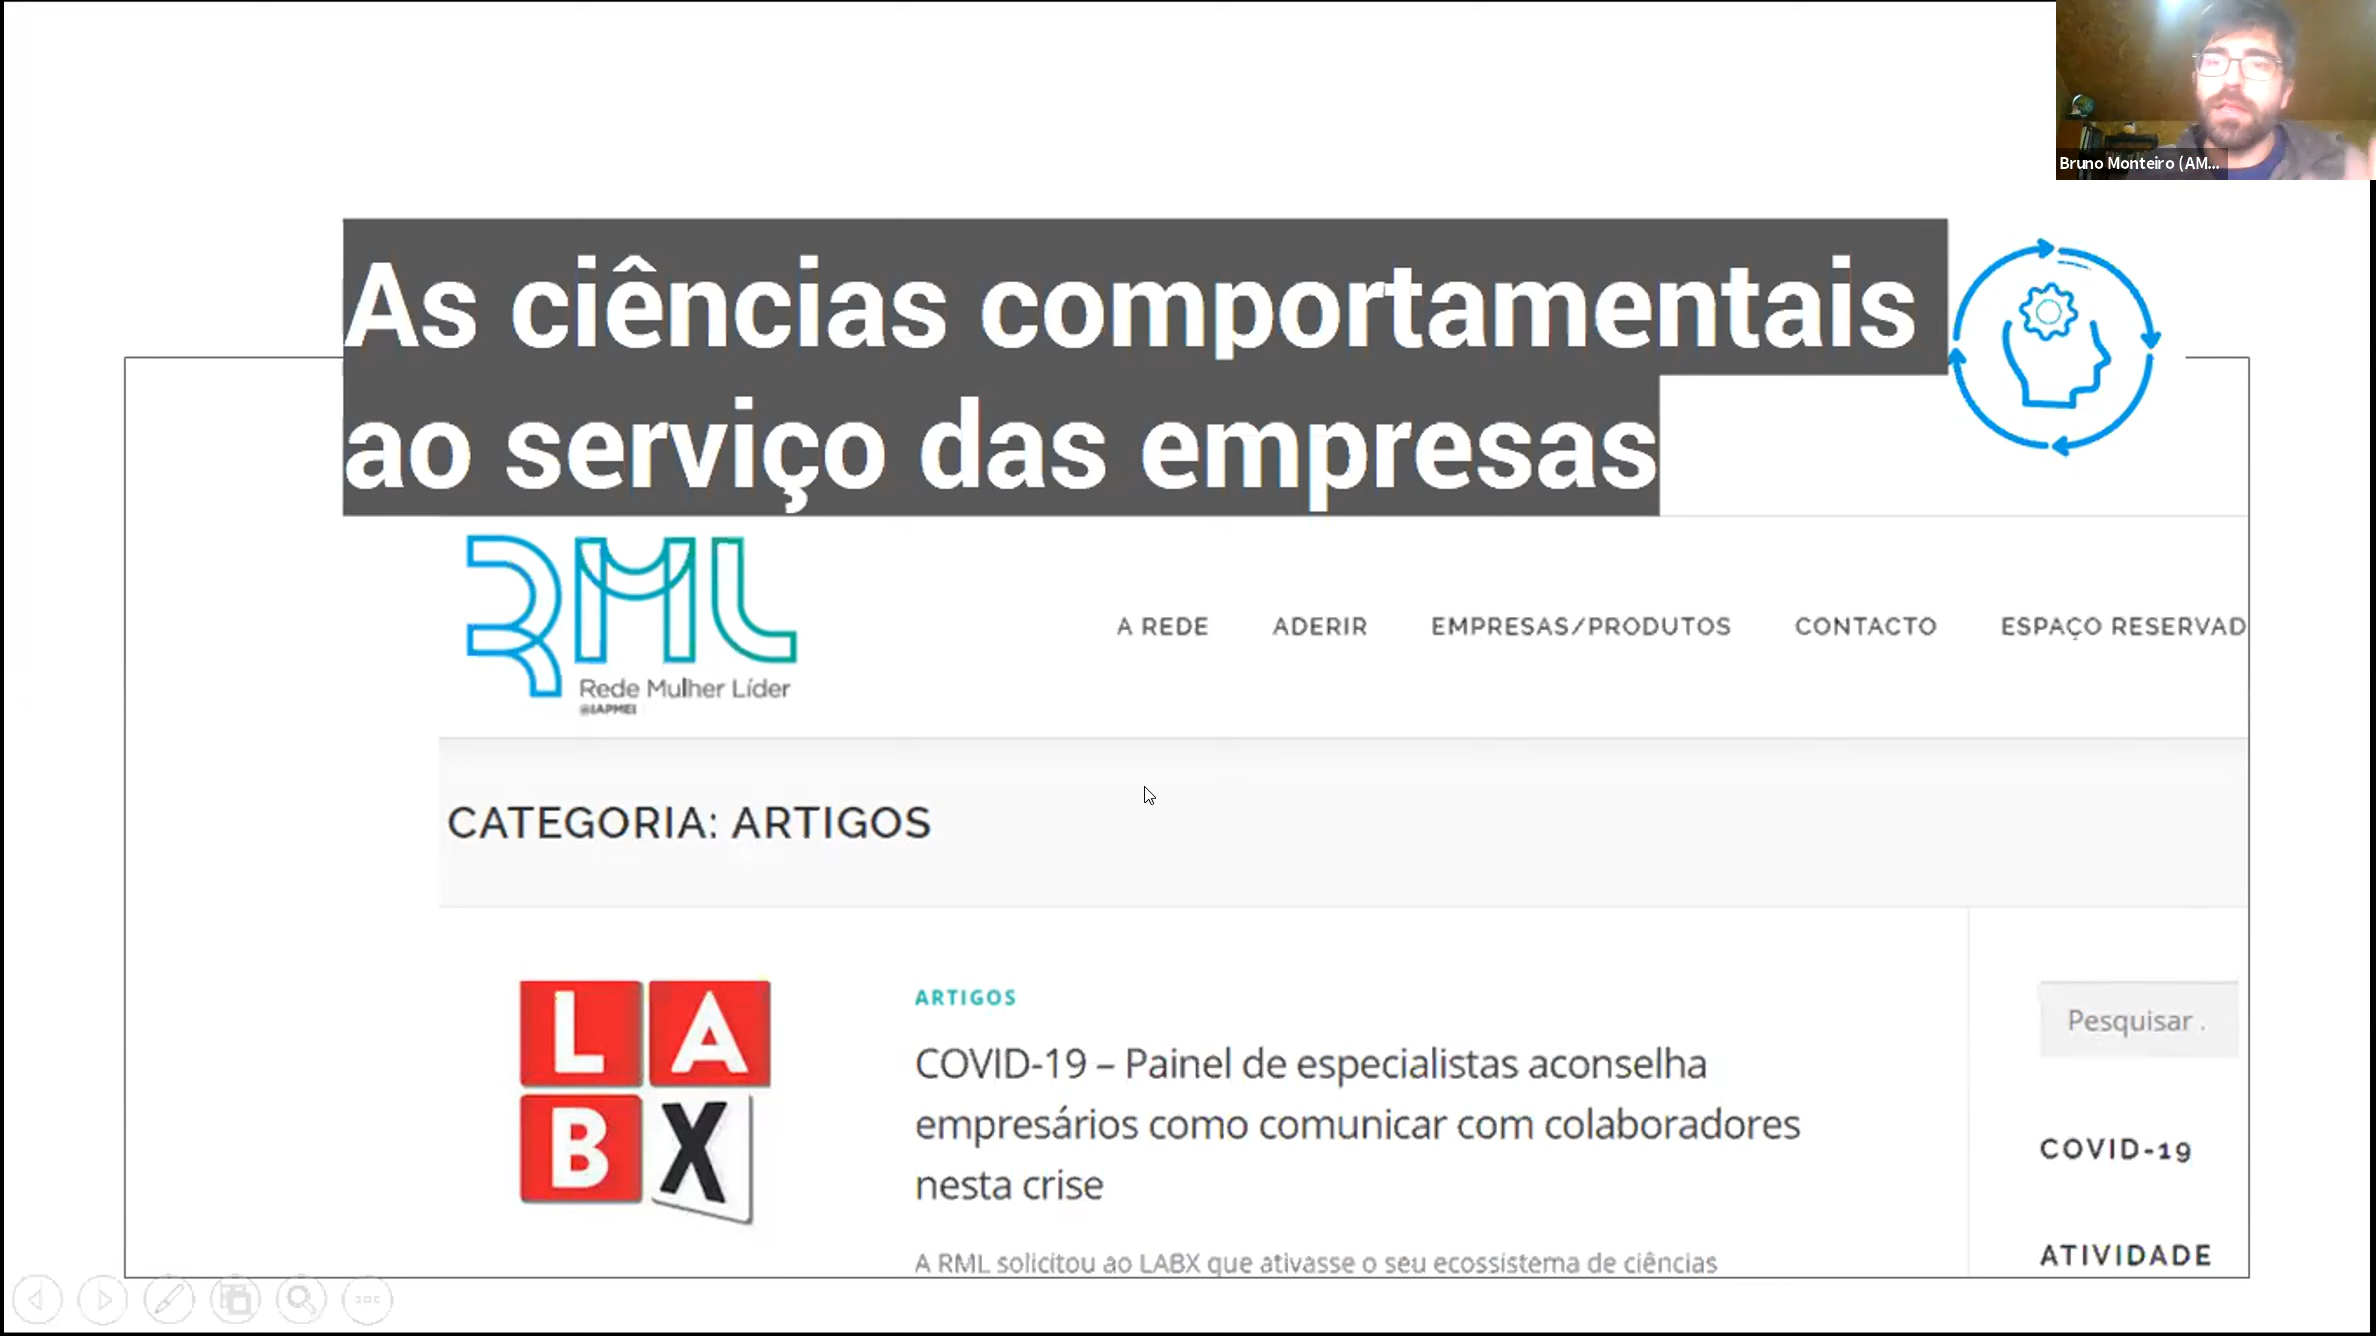 Bruno Monteiro (AM...
As ciências comportamentais
ao serviço das empresas
RML
Rede Mulher Líder
@IAPMEI
A REDE ADERIR EMPRESAS/PRODUTOS CONTACTO ESPAÇO RESERVAD
CATEGORIA: ARTIGOS
LABX
ARTIGOS
COVID-19 – Painel de especialistas aconselha
empresários como comunicar com colaboradores
nesta crise
A RML solicitou ao LABX que ativasse o seu ecossistema de ciências
Pesquisar .
COVID-19
ATIVIDADE